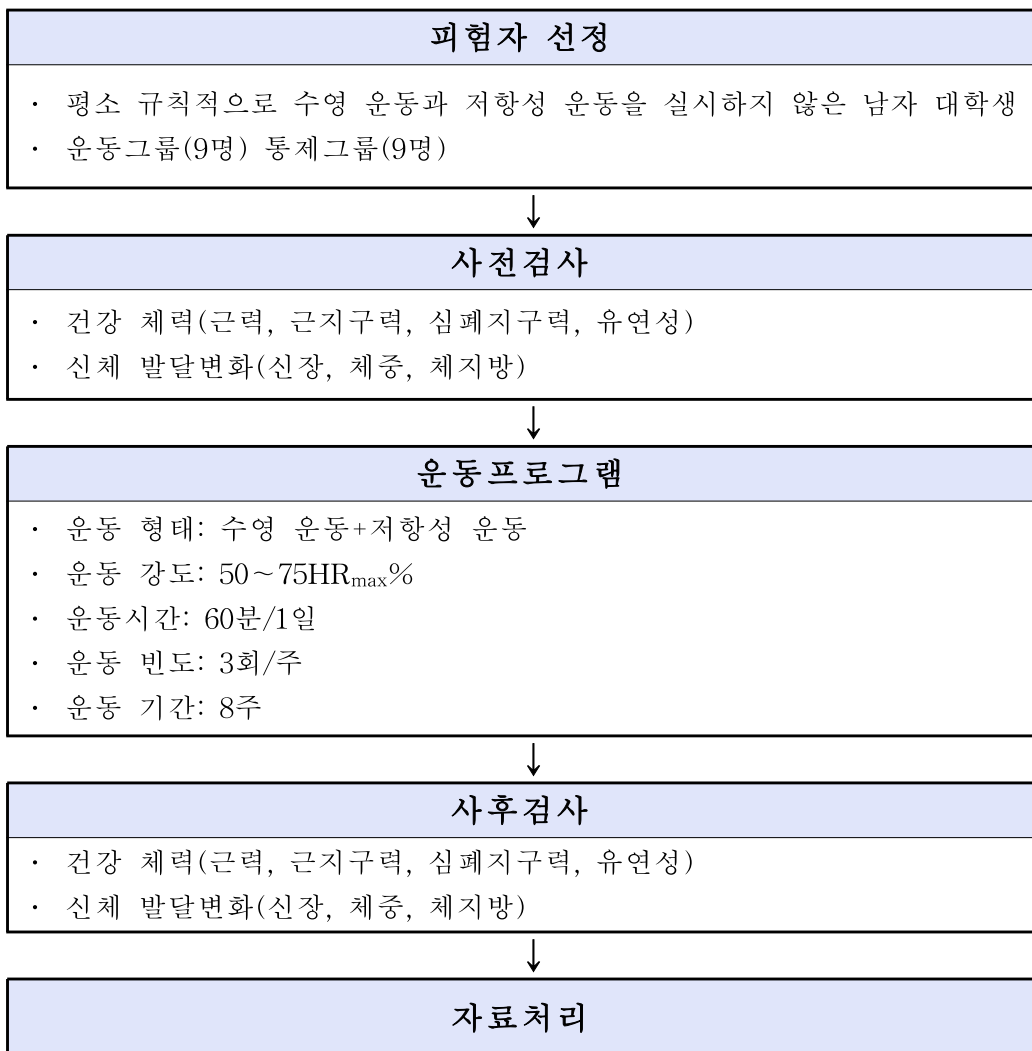 피험자 선정
· 평소 규칙적으로 수영 운동과 저항성 운동을 실시하지 않은 남자 대학생
· 운동그룹(9명) 통제그룹(9명)
↓
사전검사
· 건강 체력(근력, 근지구력, 심폐지구력, 유연성)
· 신체 발달변화(신장, 체중, 체지방)
↓
운동프로그램
· 운동 형태: 수영 운동+저항성 운동
· 운동 강도: 50～75HRmax%
· 운동시간: 60분/1일
· 운동 빈도: 3회/주
· 운동 기간: 8주
↓
사후검사
· 건강 체력(근력, 근지구력, 심폐지구력, 유연성)
· 신체 발달변화(신장, 체중, 체지방)
↓
자료처리